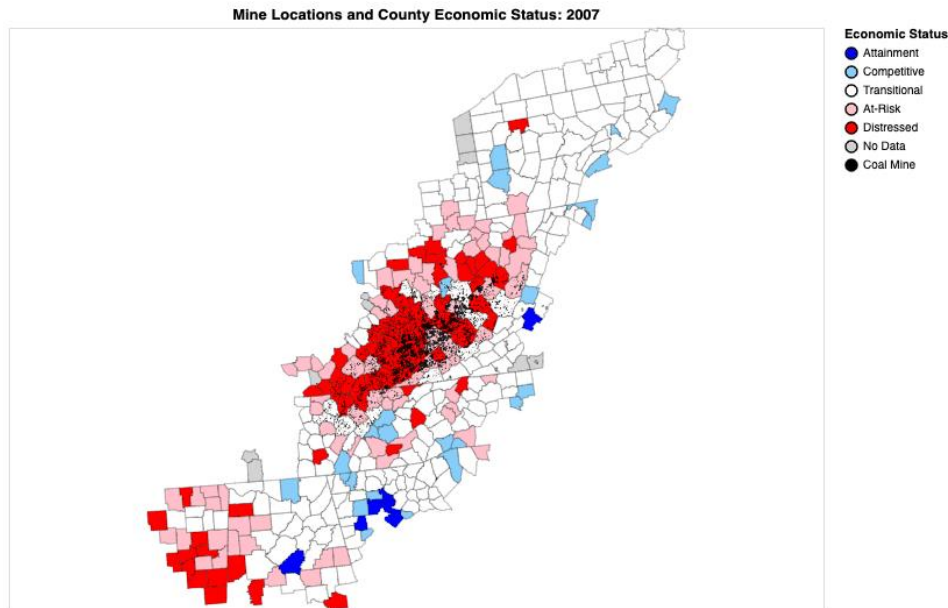 Mine Locations and County Economic Status: 2007
Economic Status
Attainment
Competitive
Transitional
At-Risk
Distressed
No Data
Coal Mine